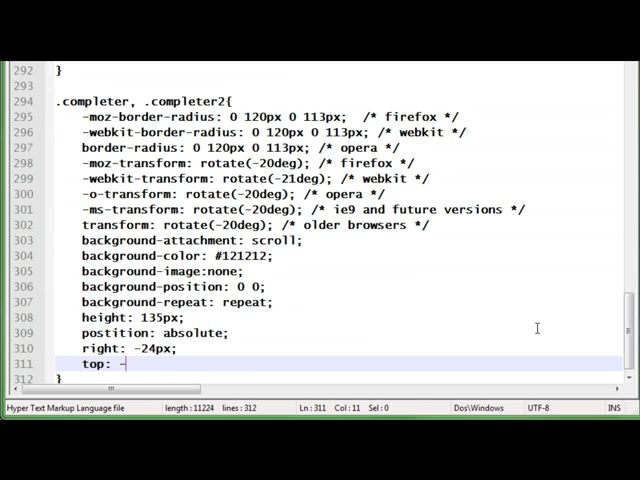 292 }
293
294 .completer, .completer2{
295 -moz-border-radius: 0 120px 0 113px; /* firefox */
296 -webkit-border-radius: 0 120px 0 113px; /* webkit */
297 border-radius: 0 120px 0 113px; /* opera */
298 -moz-transform: rotate(-20deg); /* firefox */
299 -webkit-transform: rotate(-21deg); /* webkit */
300 -o-transform: rotate(-20deg); /* opera */
301 -ms-transform: rotate(-20deg); /* ie9 and future versions */
302 transform: rotate(-20deg); /* older browsers */
303 background-attachment: scroll;
304 background-color: #121212;
305 background-image:none;
306 background-position: 0 0;
307 background-repeat: repeat;
308 height: 135px;
309 postition: absolute;
310 right: -24px;
311 top: -
312 }
Hyper Text Markup Language file length : 11224 lines : 312 Ln : 311 Col : 11 Sel : 0 Dos\Windows UTF-8 INS